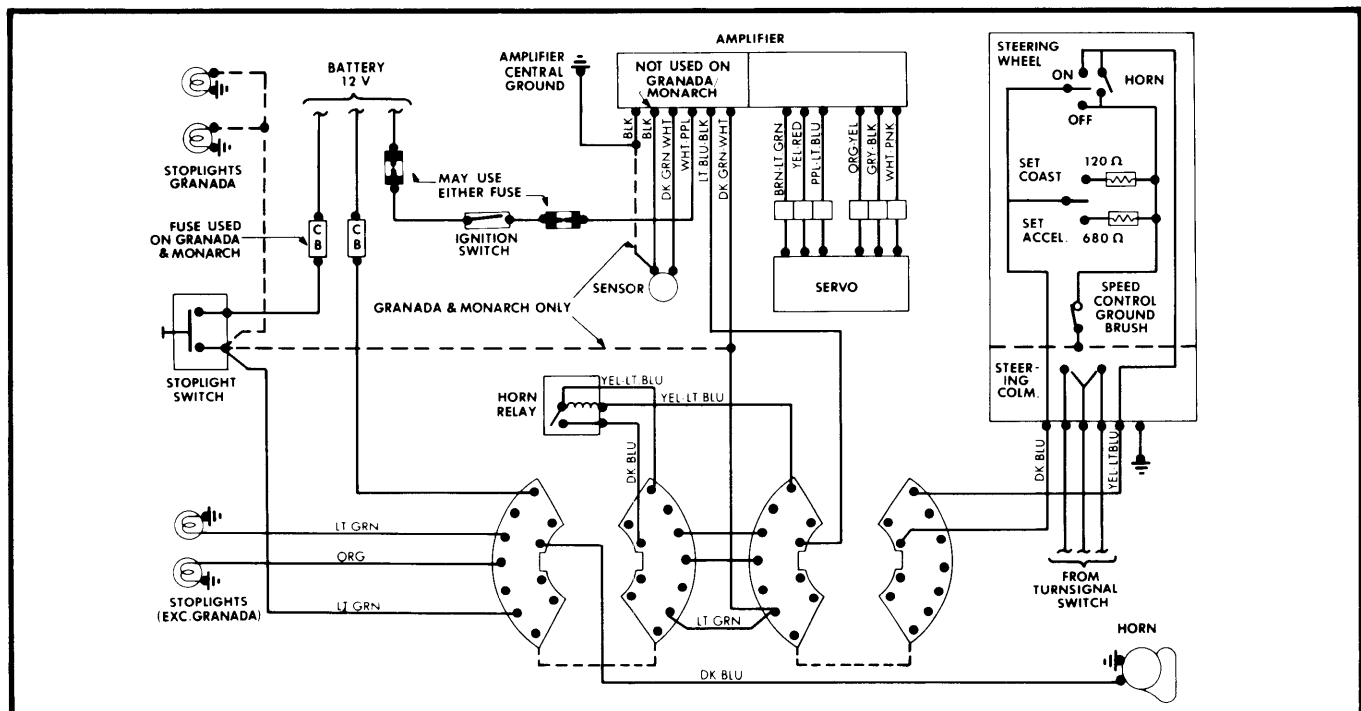 AMPLIFIER
BATTERY
12 V
AMPLIFIER
CENTRAL
GROUND
NOT USED ON
GRANADA/
MONARCH
STEERING
WHEEL
ON
HORN
OFF
STOPLIGHTS
GRANADA
MAY USE
EITHER FUSE
BLK
BLK
DK GRN-WHT
WHT-PPL
LT BLU-BLK
DK GRN-WHT
BRN-LT GRN
YEL-RED
PPL-LT BLU
ORG-YEL
GRY-BLK
WHT-PNK
SET
COAST
120 Ω
SET
ACCEL.
680 Ω
FUSE USED
ON GRANADA
& MONARCH
C
B
C
B
IGNITION
SWITCH
SENSOR
SERVO
SPEED
CONTROL
GROUND
BRUSH
GRANADA & MONARCH ONLY
STOPLIGHT
SWITCH
HORN
RELAY
YEL-LT BLU
YEL-LT BLU
DK BLU
STEER-
ING
COLM.
DK BLU
YEL-LT BLU
LT GRN
ORG
STOPLIGHTS
(EXC. GRANADA)
LT GRN
LT GRN
FROM
TURNSIGNAL
SWITCH
HORN
DK BLU